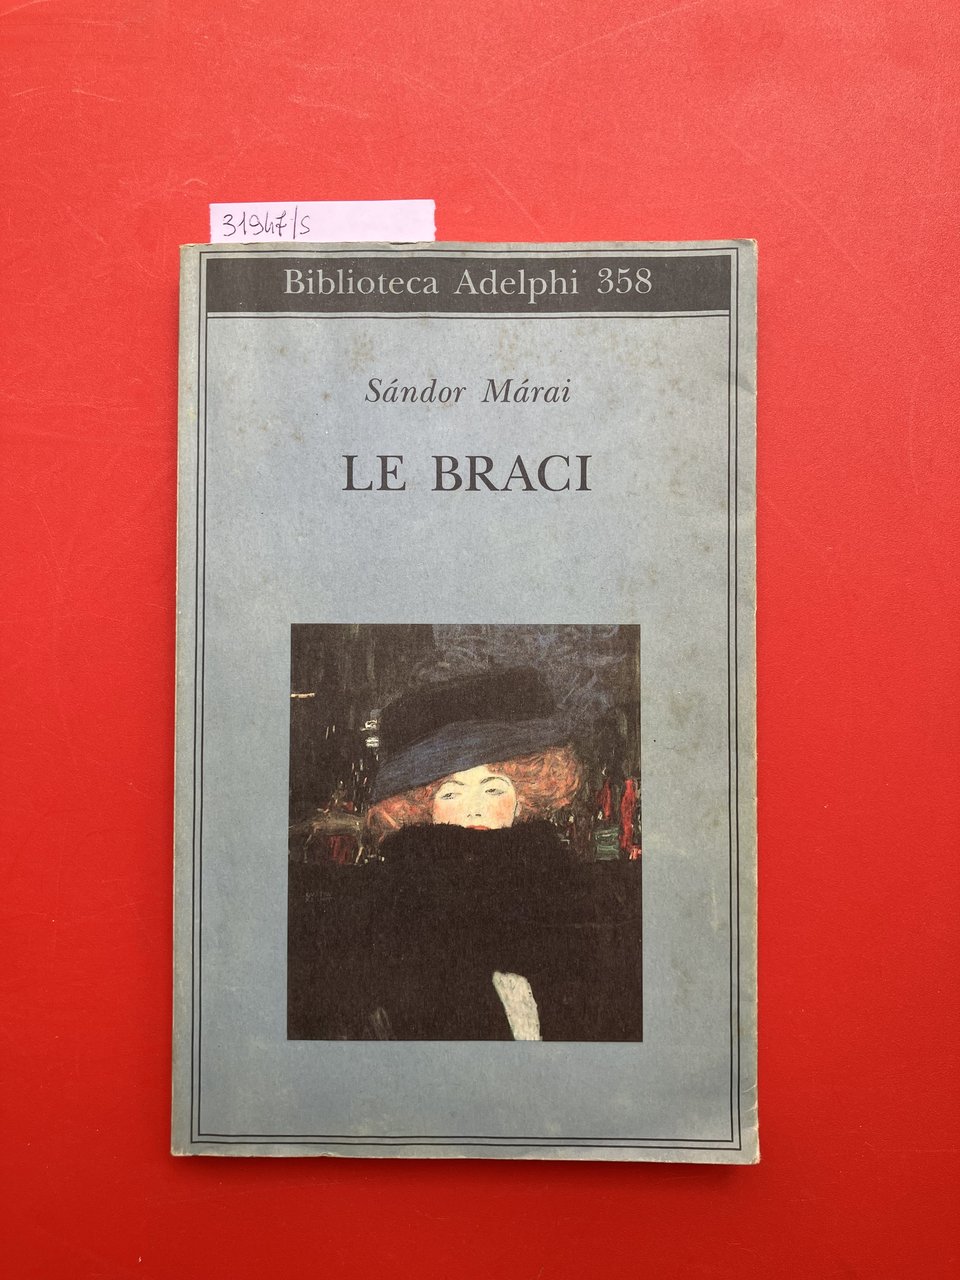 31947/S
Biblioteca Adelphi 358
Sándor Márai
LE BRACI